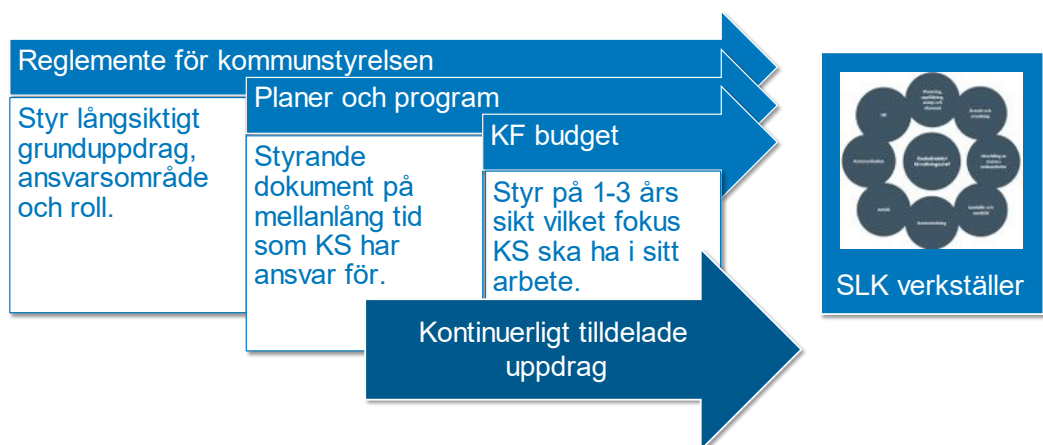 Reglemente för kommunstyrelsen
Styr långsiktigt
grunduppdrag,
ansvarsområde
och roll.
Planer och program
Styrande
dokument på
mellanlång tid
som KS har
ansvar för.
KF budget
Styr på 1-3 års
sikt vilket fokus
KS ska ha i sitt
arbete.
Kontinuerligt tilldelade
uppdrag
SLK verkställer